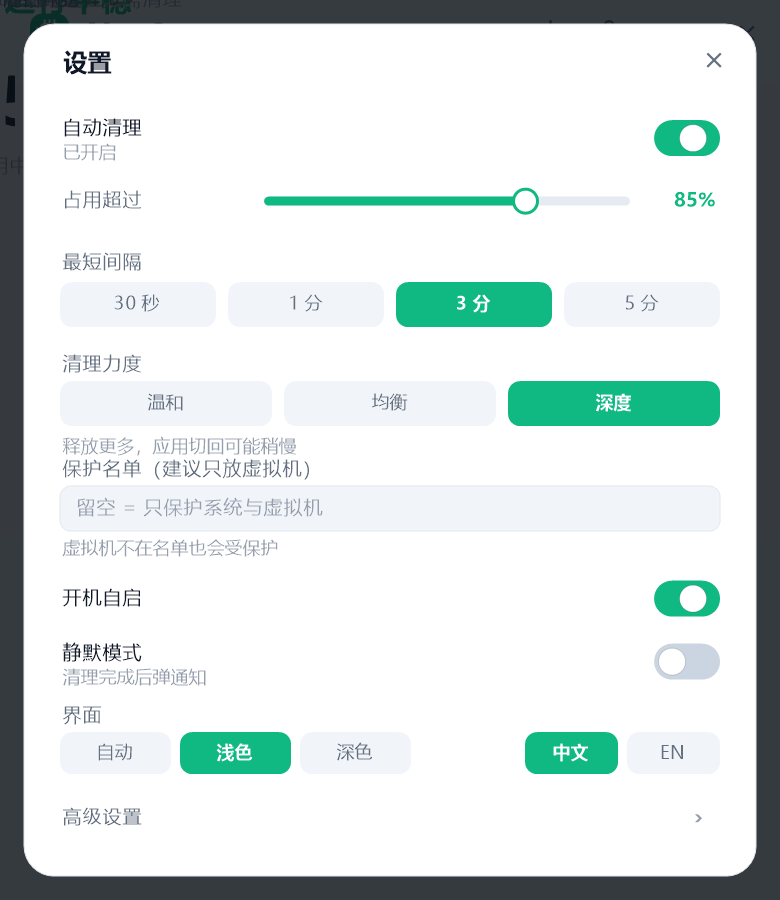 设置
自动清理
已开启
占用超过 85%
最短间隔
30 秒 1 分 3 分 5 分
清理力度
温和 均衡 深度
释放更多，应用切回可能稍慢
保护名单（建议只放虚拟机）
留空 = 只保护系统与虚拟机
虚拟机不在名单也会受保护
开机自启
静默模式
清理完成后弹通知
界面
自动 浅色 深色 中文 EN
高级设置